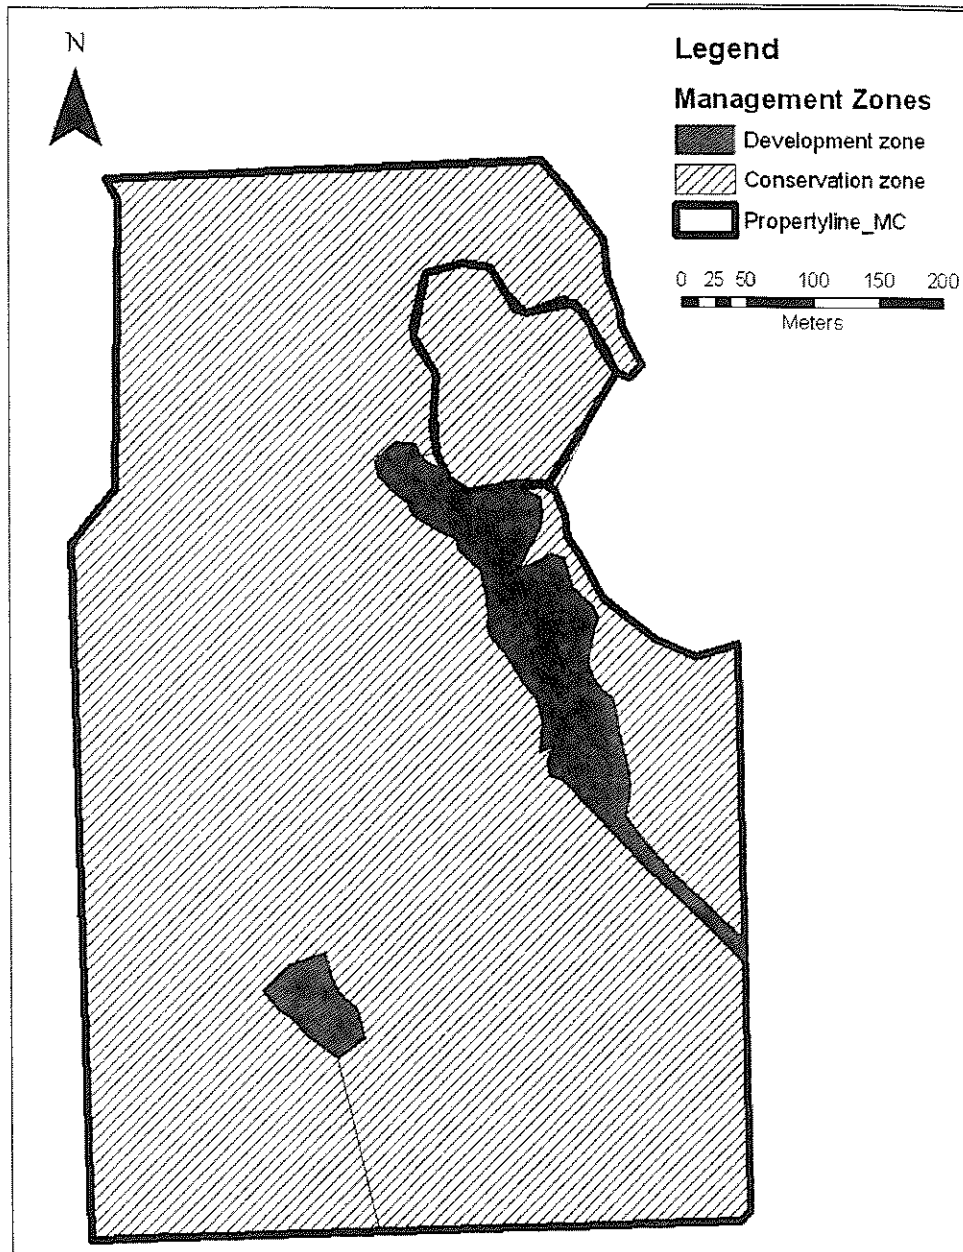 N
Legend
Management Zones
Development zone
Conservation zone
Propertyline_MC
0 25 50 100 150 200
Meters